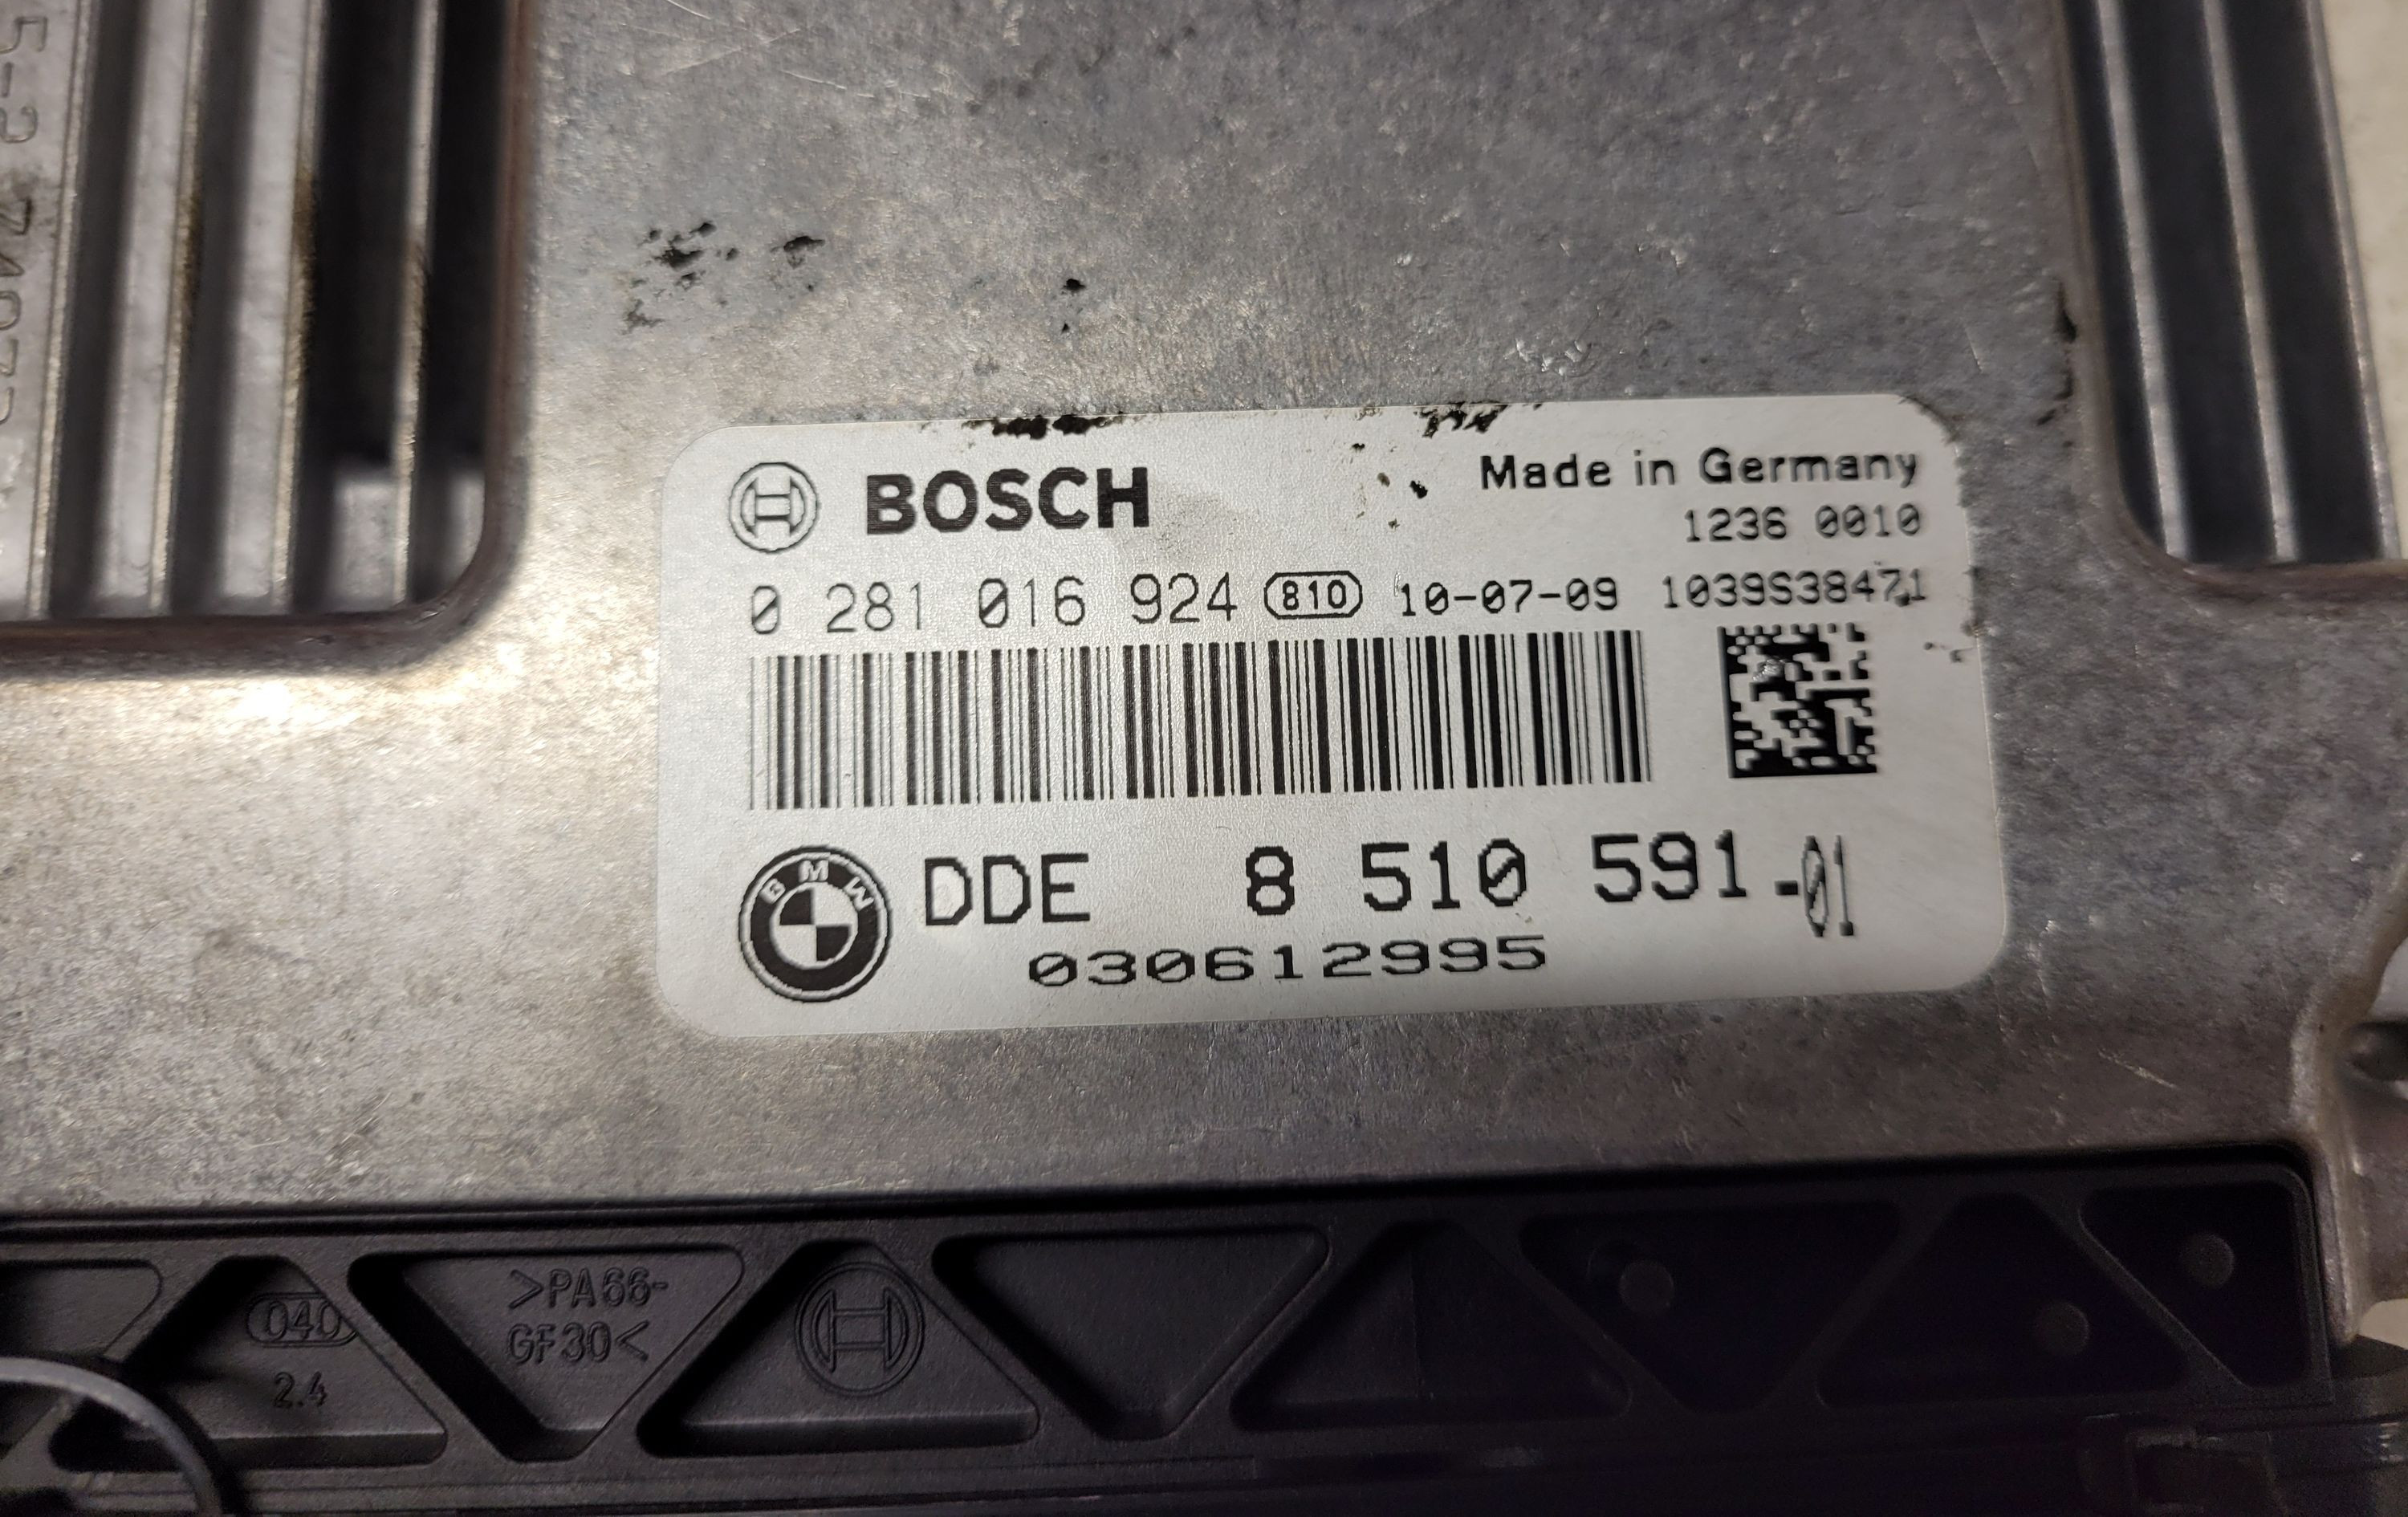 BOSCH
Made in Germany
1236 0010
0 281 016 924 810 10-07-09 1039S38471
BMW
DDE 8 510 591-01
030612995
>PA66-
GF30<
040
2.4